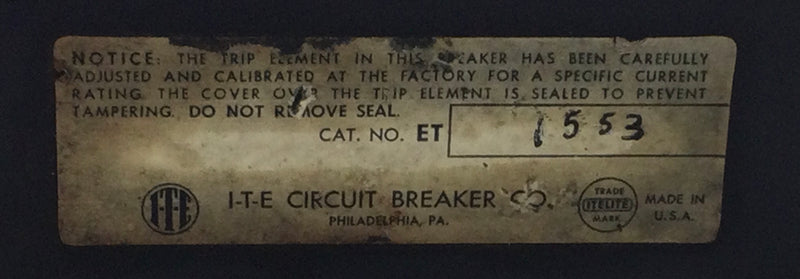 NOTICE: THE TRIP ELEMENT IN THIS BREAKER HAS BEEN CAREFULLY
ADJUSTED AND CALIBRATED AT THE FACTORY FOR A SPECIFIC CURRENT
RATING. THE COVER OVER THE TRIP ELEMENT IS SEALED TO PREVENT
TAMPERING. DO NOT REMOVE SEAL.
CAT. NO. ET 1553
I-T-E I-T-E CIRCUIT BREAKER CO. TRADE ITELITE MARK MADE IN U.S.A.
PHILADELPHIA, PA.